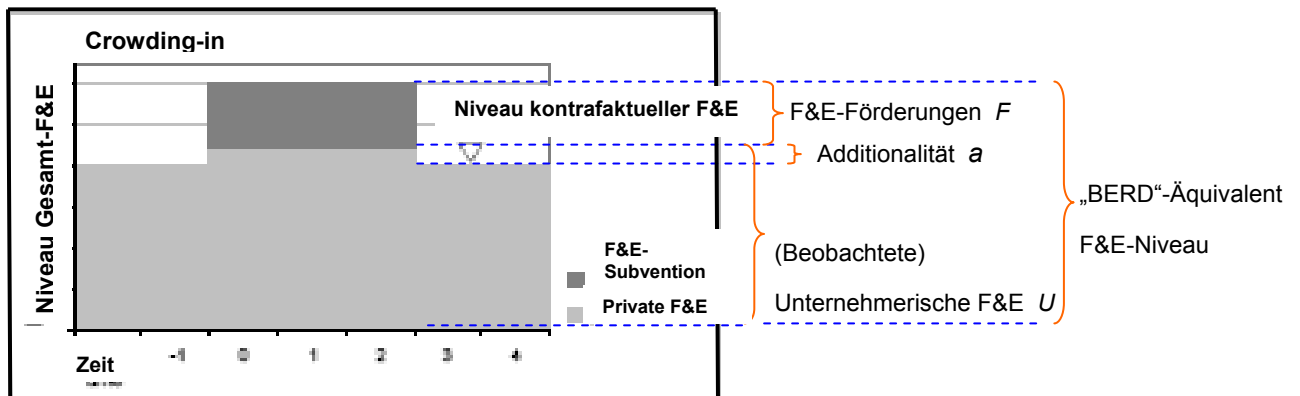 Crowding-in
Niveau Gesamt-F&E
Niveau kontrafaktueller F&E
F&E-Förderungen F
Additionalität a
„BERD“-Äquivalent
F&E-Niveau
(Beobachtete)
Unternehmerische F&E U
F&E-
Subvention
Private F&E
-1 0 1 2 3 4
Zeit